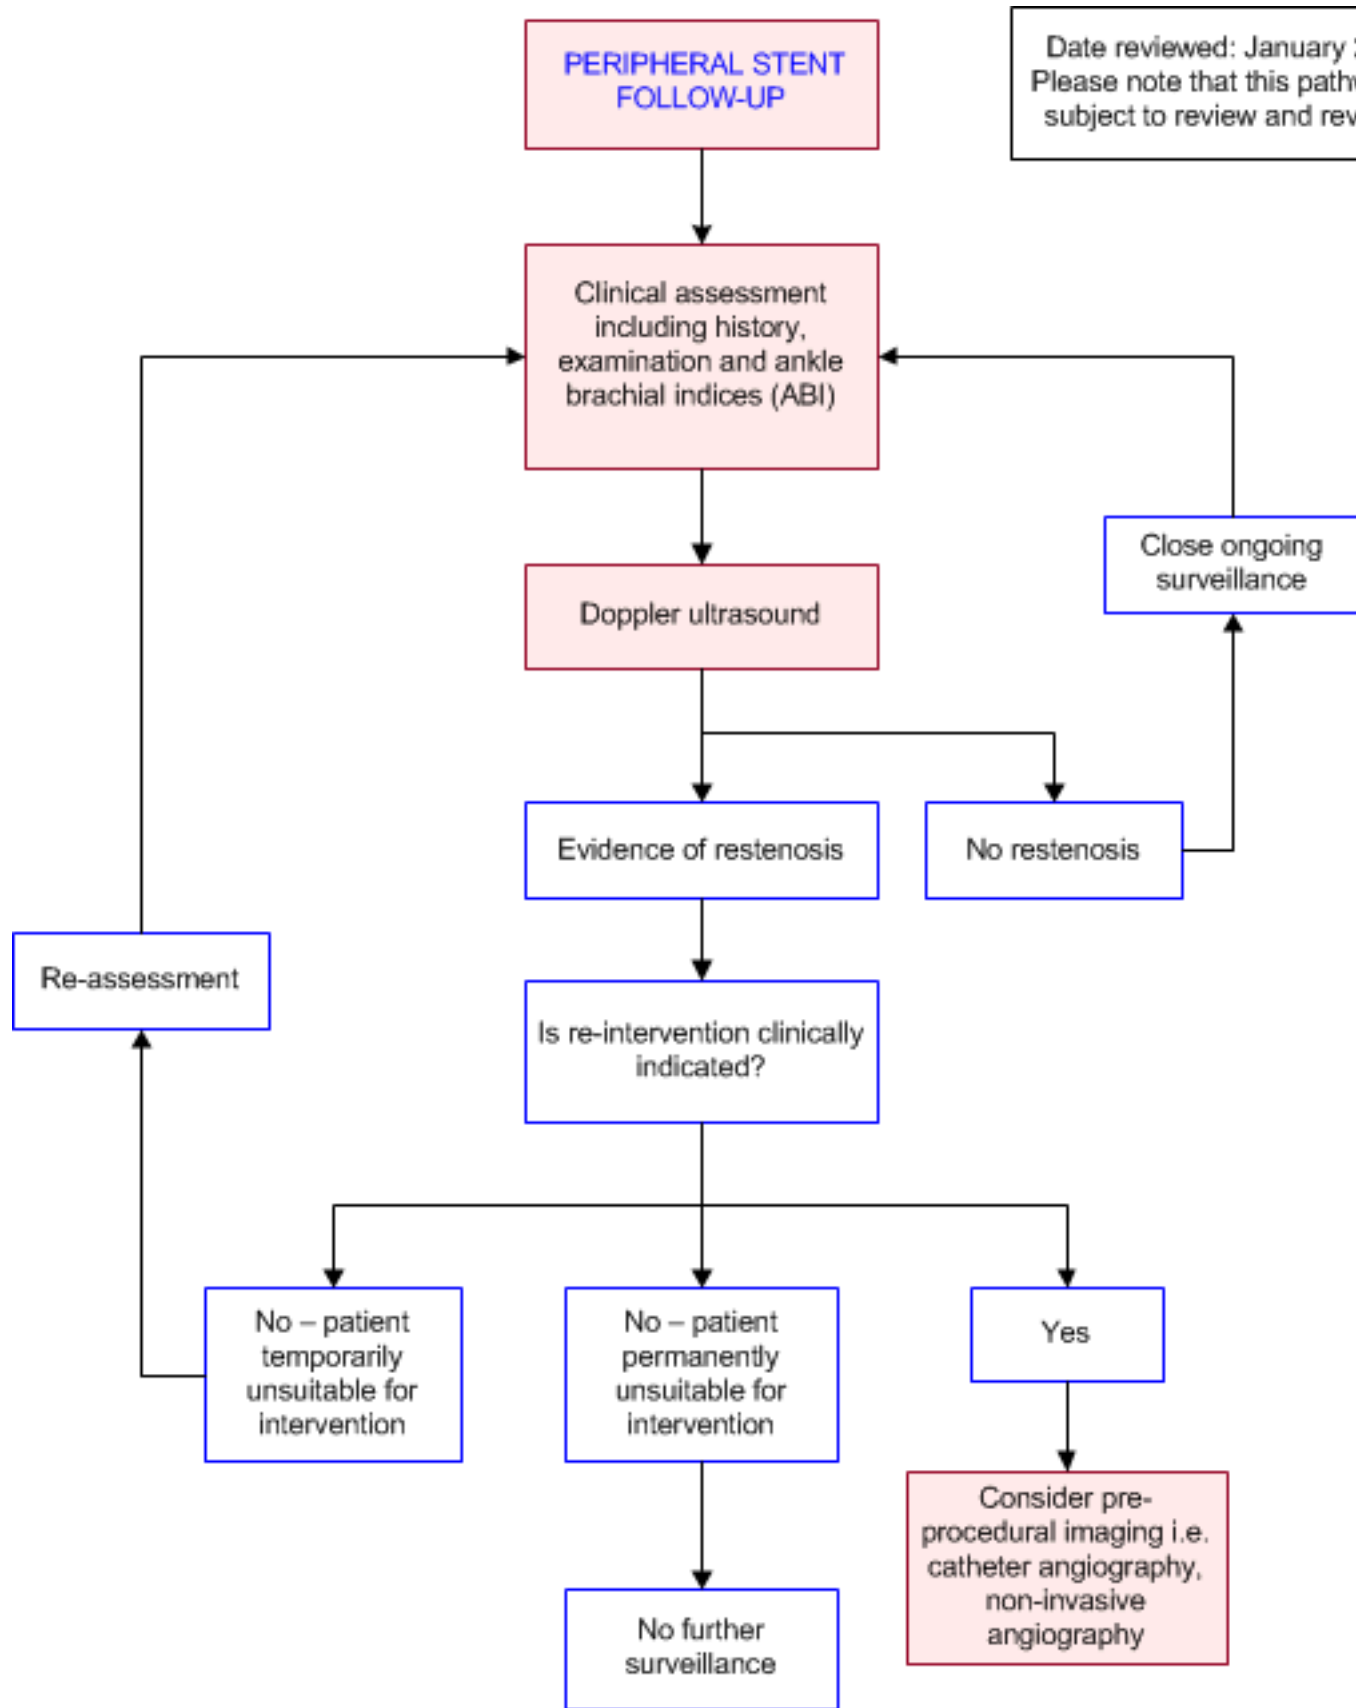 PERIPHERAL STENT
FOLLOW-UP
Date reviewed: January
Please note that this
subject to review and
Clinical assessment
including history,
examination and ankle
brachial indices (ABI)
Close ongoing
surveillance
Doppler ultrasound
Evidence of restenosis
No restenosis
Re-assessment
Is re-intervention clinically
indicated?
No – patient
temporarily
unsuitable for
intervention
No – patient
permanently
unsuitable for
intervention
Yes
Consider pre-
procedural imaging i.e.
catheter angiography,
non-invasive
angiography
No further
surveillance